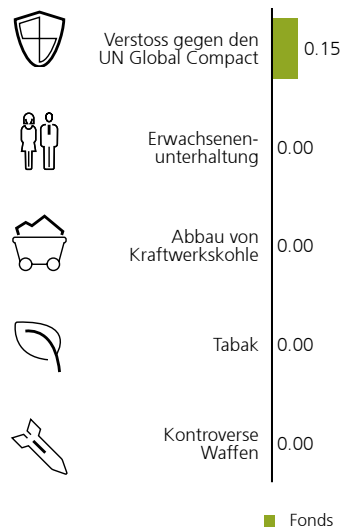 Verstoss gegen den
UN Global Compact
0.15
Erwachsenen-
unterhaltung
0.00
Abbau von
Kraftwerkskohle
0.00
Tabak
0.00
Kontroverse
Waffen
0.00
Fonds